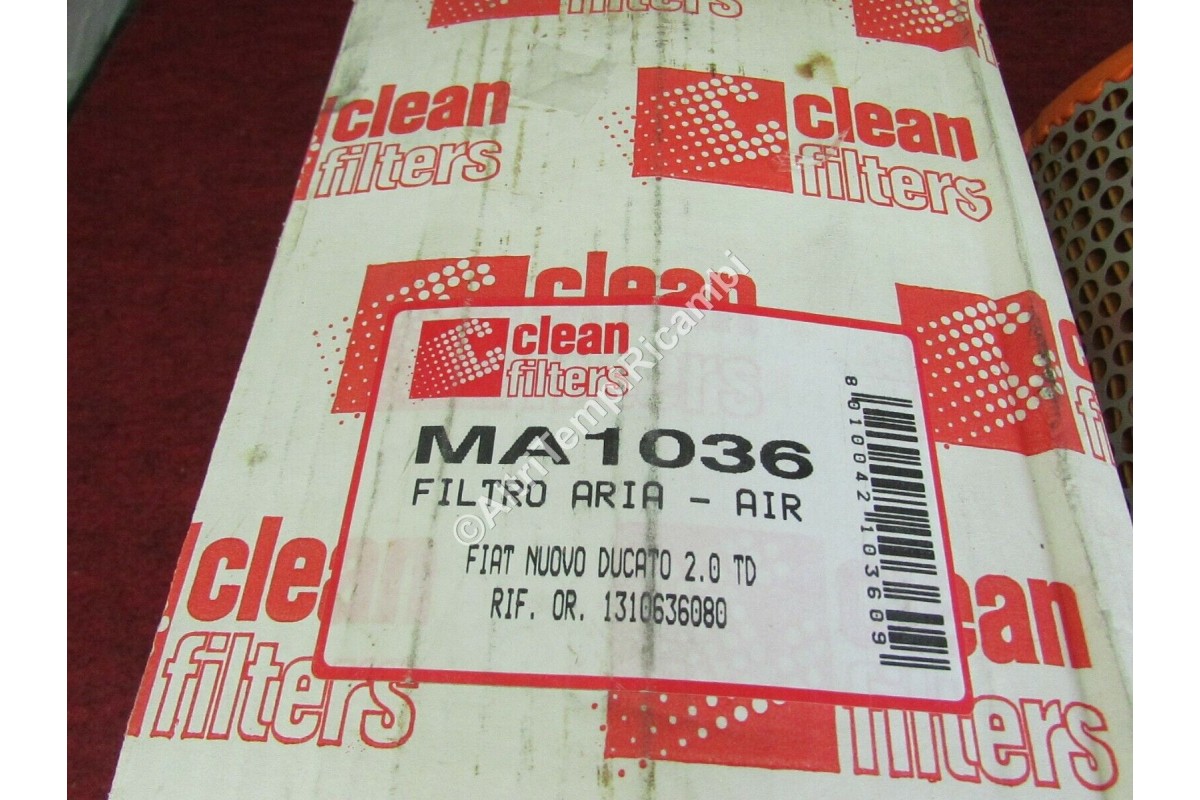 clean
filters
clean
filters
clean
filters
clean
clean
filters
MA1036
FILTRO ARIA - AIR
FIAT NUOVO DUCATO 2.0 TD
RIF. OR. 1310636080
8010042103609
clean
filters
©AltriTempiRicambi